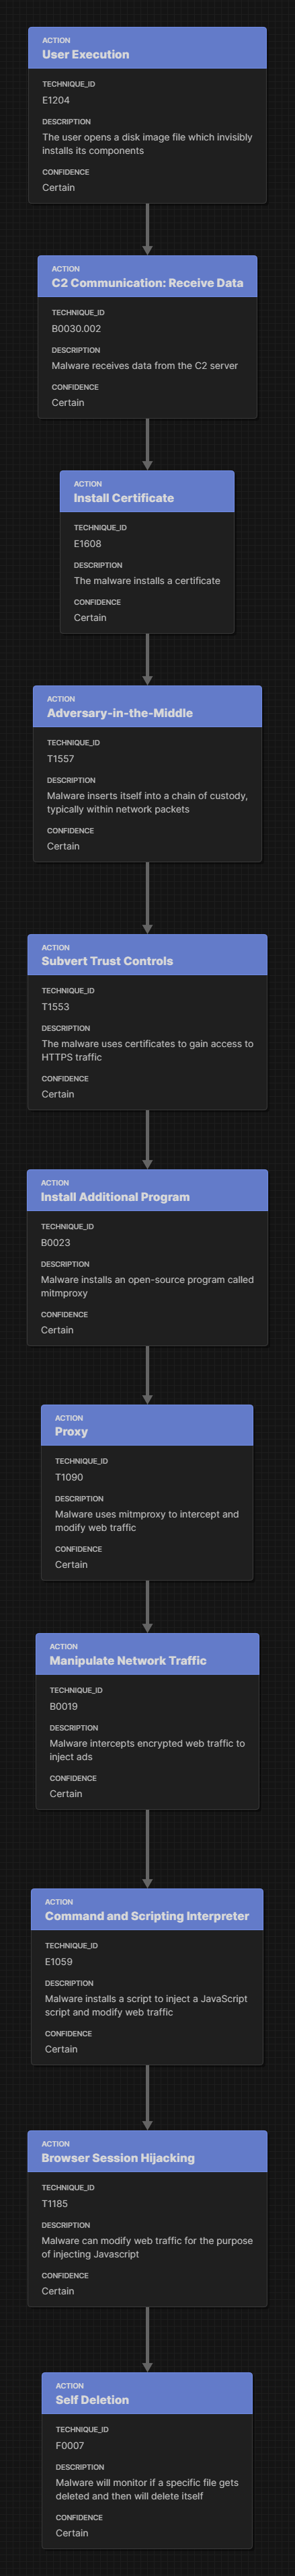 ACTION
User Execution
TECHNIQUE_ID
E1204
DESCRIPTION
The user opens a disk image file which invisibly
installs its components
CONFIDENCE
Certain
ACTION
C2 Communication: Receive Data
TECHNIQUE_ID
B0030.002
DESCRIPTION
Malware receives data from the C2 server
CONFIDENCE
Certain
ACTION
Install Certificate
TECHNIQUE_ID
E1608
DESCRIPTION
The malware installs a certificate
CONFIDENCE
Certain
ACTION
Adversary-in-the-Middle
TECHNIQUE_ID
T1557
DESCRIPTION
Malware inserts itself into a chain of custody,
typically within network packets
CONFIDENCE
Certain
ACTION
Subvert Trust Controls
TECHNIQUE_ID
T1553
DESCRIPTION
The malware uses certificates to gain access to
HTTPS traffic
CONFIDENCE
Certain
ACTION
Install Additional Program
TECHNIQUE_ID
B0023
DESCRIPTION
Malware installs an open-source program called
mitmproxy
CONFIDENCE
Certain
ACTION
Proxy
TECHNIQUE_ID
T1090
DESCRIPTION
Malware uses mitmproxy to intercept and
modify web traffic
CONFIDENCE
Certain
ACTION
Manipulate Network Traffic
TECHNIQUE_ID
B0019
DESCRIPTION
Malware intercepts encrypted web traffic to
inject ads
CONFIDENCE
Certain
ACTION
Command and Scripting Interpreter
TECHNIQUE_ID
E1059
DESCRIPTION
Malware installs a script to inject a JavaScript
script and modify web traffic
CONFIDENCE
Certain
ACTION
Browser Session Hijacking
TECHNIQUE_ID
T1185
DESCRIPTION
Malware can modify web traffic for the purpose
of injecting Javascript
CONFIDENCE
Certain
ACTION
Self Deletion
TECHNIQUE_ID
F0007
DESCRIPTION
Malware will monitor if a specific file gets
deleted and then will delete itself
CONFIDENCE
Certain